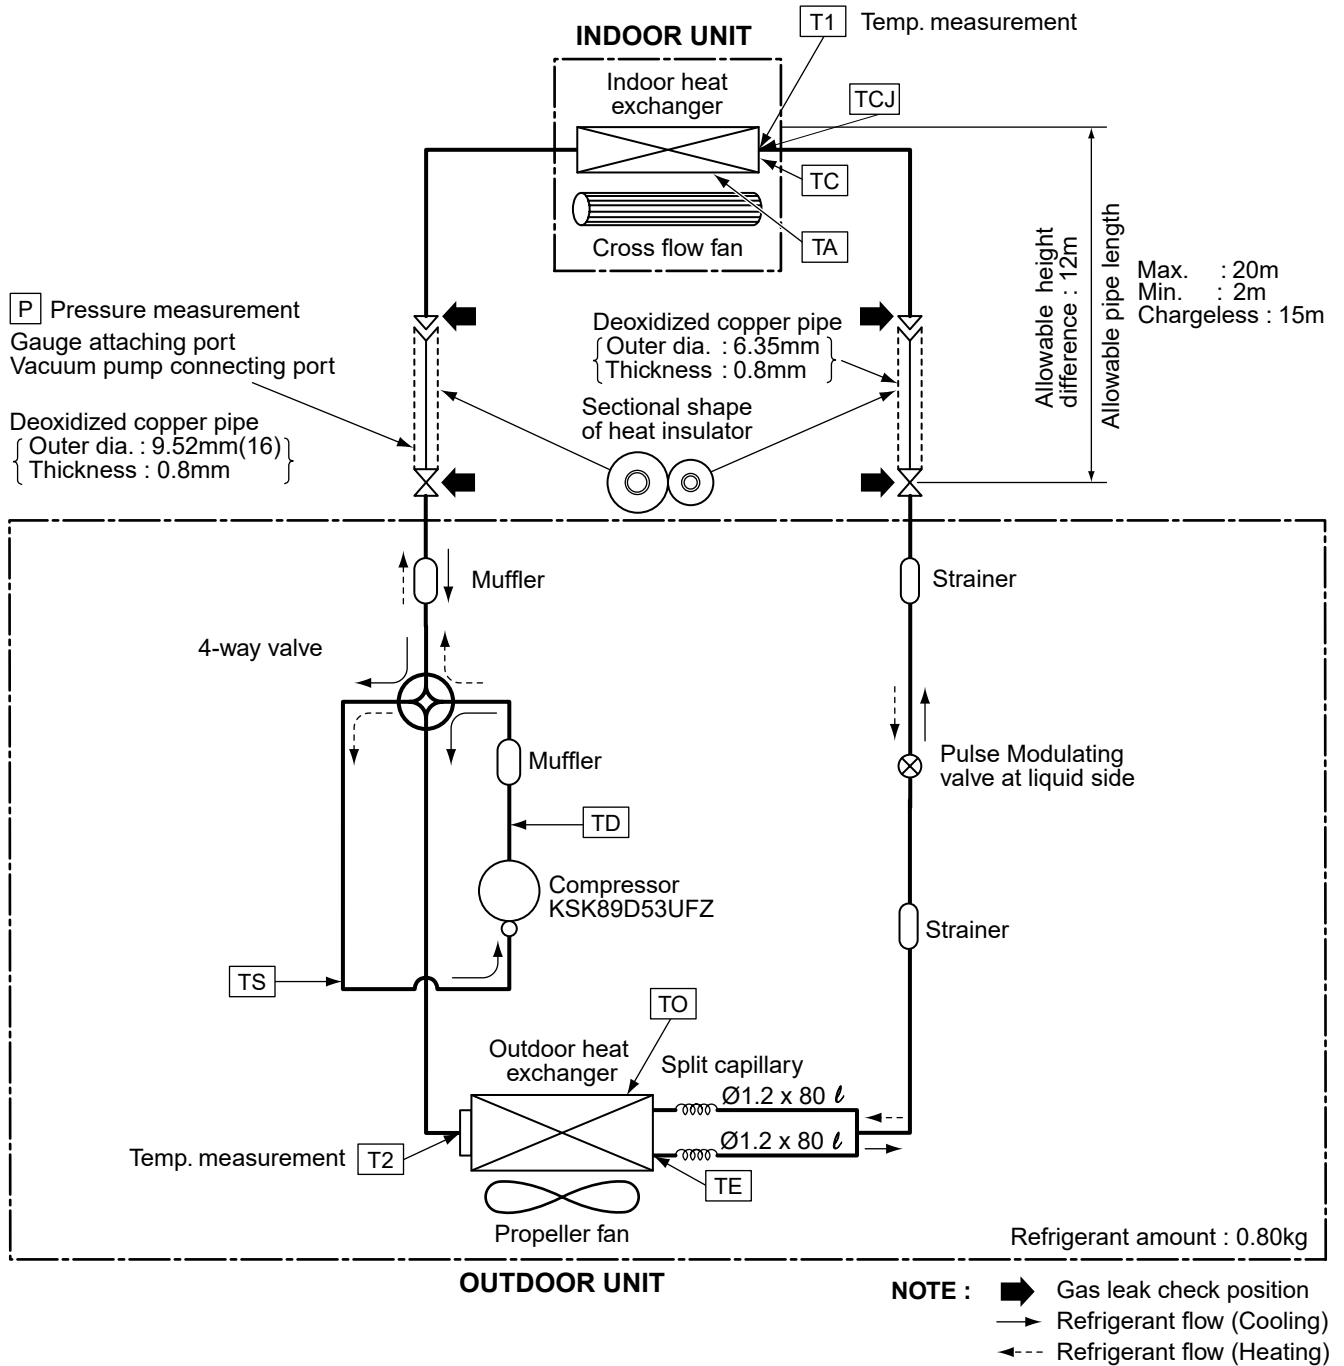 T1 Temp. measurement
INDOOR UNIT
Indoor heat
exchanger
TCJ
TC
Cross flow fan
TA
Allowable height
difference : 12m
Allowable pipe length
Max. : 20m
Min. : 2m
Chargeless : 15m
P Pressure measurement
Gauge attaching port
Vacuum pump connecting port
Deoxidized copper pipe
Outer dia. : 6.35mm
Thickness : 0.8mm
Sectional shape
of heat insulator
Deoxidized copper pipe
Outer dia. : 9.52mm(16)
Thickness : 0.8mm
Muffler
Strainer
4-way valve
Muffler
Pulse Modulating
valve at liquid side
TD
Compressor
KSK89D53UFZ
Strainer
TS
TO
Outdoor heat
exchanger
Split capillary
Ø1.2 x 80 ℓ
Ø1.2 x 80 ℓ
Temp. measurement T2
TE
Propeller fan
Refrigerant amount : 0.80kg
OUTDOOR UNIT
NOTE : Gas leak check position
Refrigerant flow (Cooling)
Refrigerant flow (Heating)